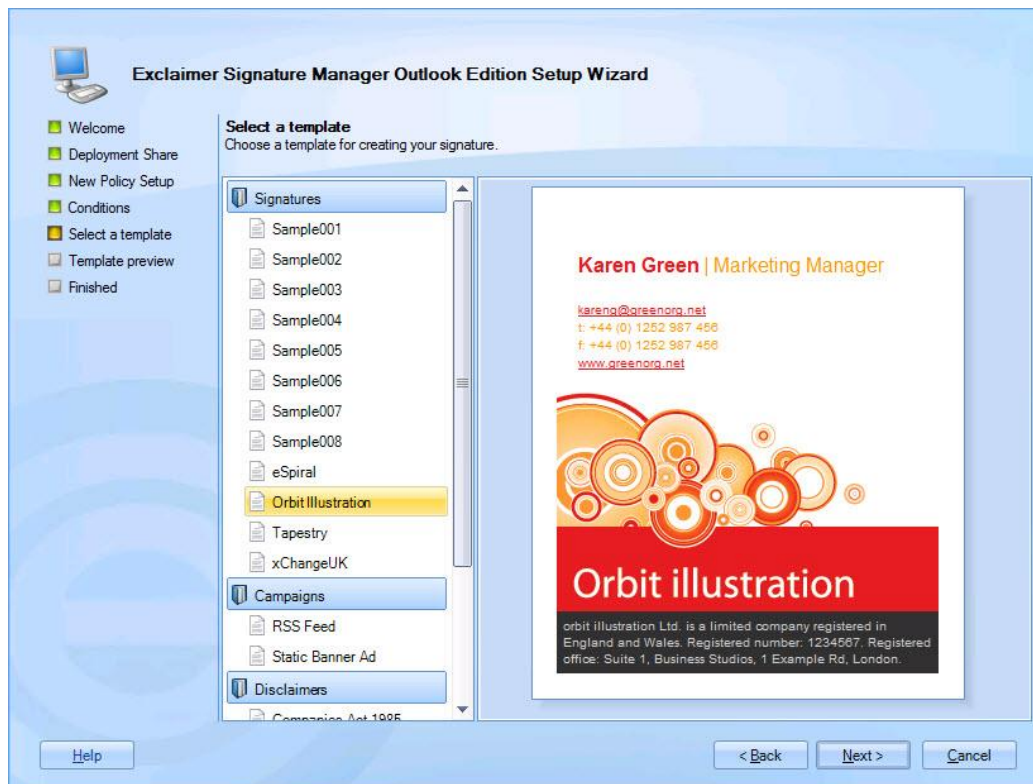 Exclaimer Signature Manager Outlook Edition Setup Wizard
Welcome
Deployment Share
New Policy Setup
Conditions
Select a template
Template preview
Finished
Select a template
Choose a template for creating your signature.
Signatures
Sample001
Sample002
Sample003
Sample004
Sample005
Sample006
Sample007
Sample008
eSpiral
Orbit Illustration
Tapestry
xChangeUK
Campaigns
RSS Feed
Static Banner Ad
Disclaimers
Companies Act 1985
Karen Green | Marketing Manager
kareng@greenorg.net
t: +44 (0) 1252 987 456
f: +44 (0) 1252 987 456
www.greenorg.net
Orbit illustration
orbit illustration Ltd. is a limited company registered in
England and Wales. Registered number: 1234567. Registered
office: Suite 1, Business Studios, 1 Example Rd, London.
Help
< Back
Next >
Cancel